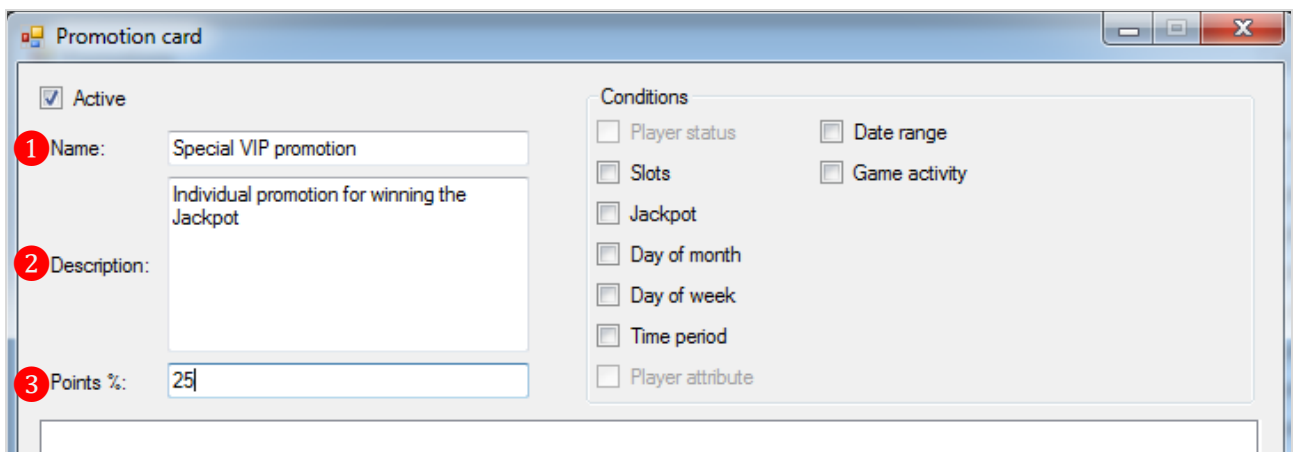 Promotion card
Active
1 Name: Special VIP promotion
2 Description: Individual promotion for winning the
Jackpot
3 Points %: 25
Conditions
Player status
Slots
Jackpot
Day of month
Day of week
Time period
Player attribute
Date range
Game activity